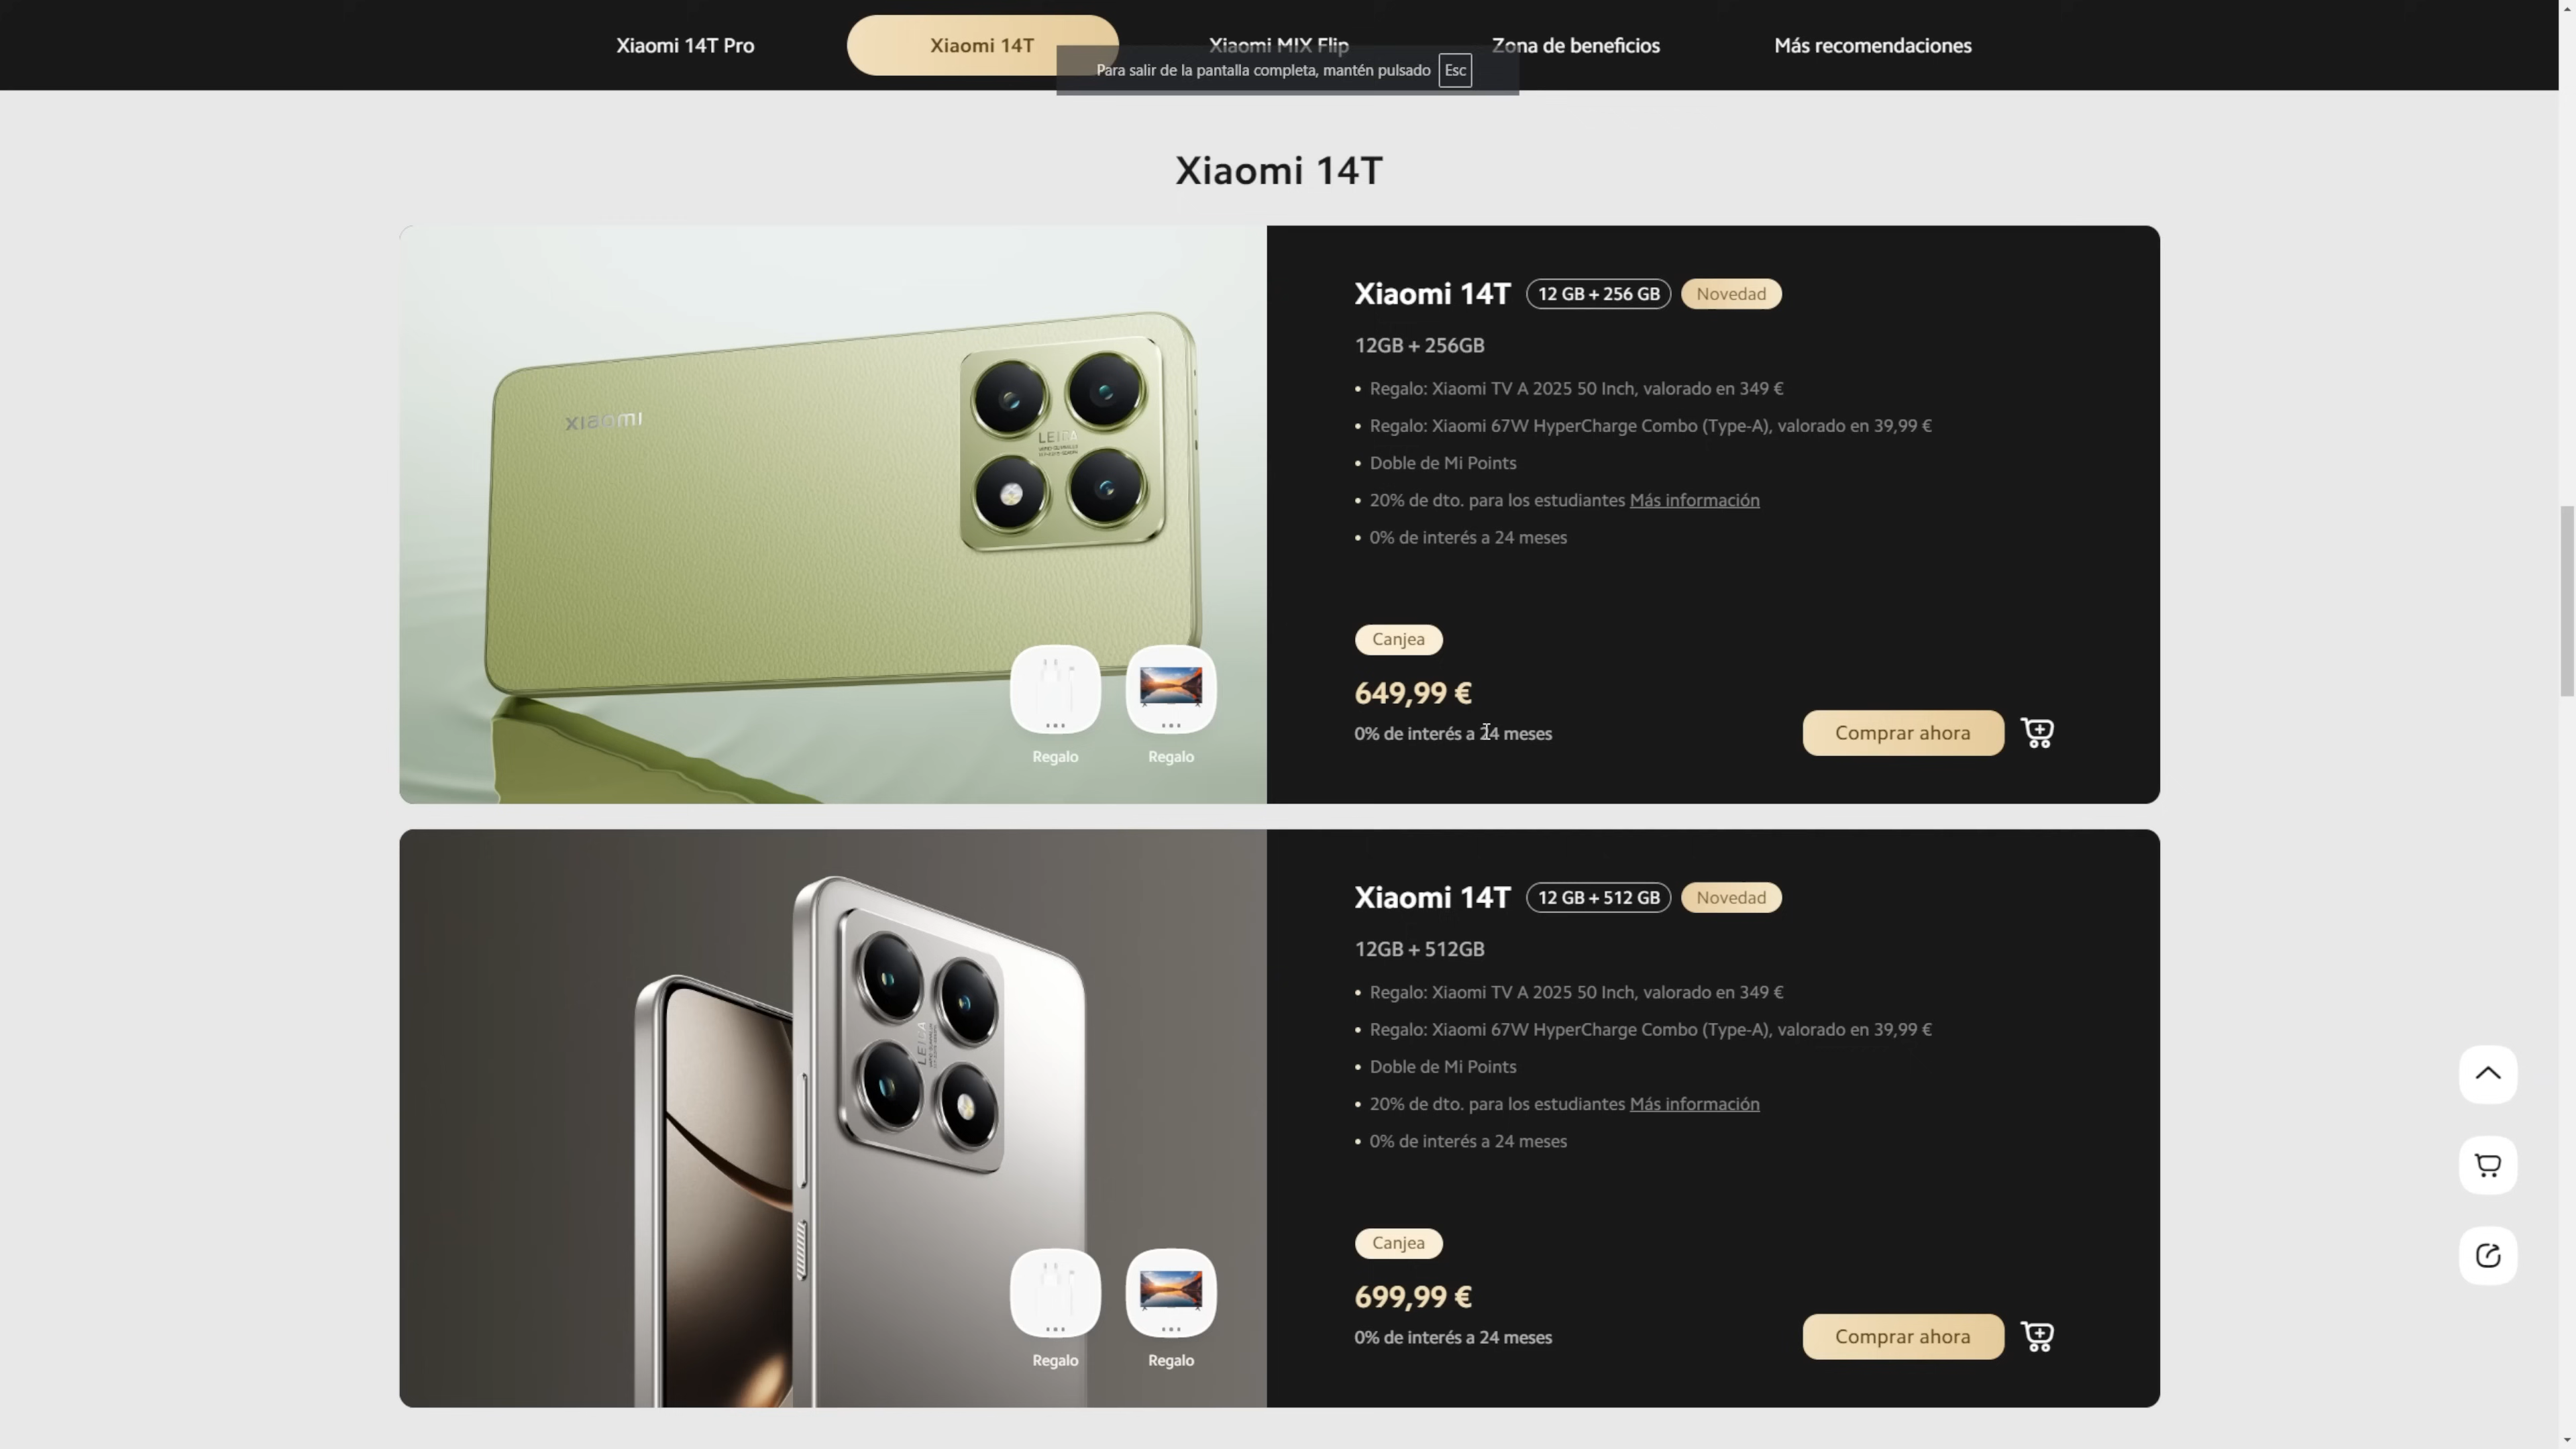 Xiaomi 14T Pro
Xiaomi 14T
Xiaomi MIX Flip
Zona de beneficios
Más recomendaciones
Para salir de la pantalla completa, mantén pulsado Esc
Xiaomi 14T
xiaomi
LEICA
Regalo
Regalo
Xiaomi 14T 12 GB + 256 GB Novedad
12GB + 256GB
• Regalo: Xiaomi TV A 2025 50 Inch, valorado en 349 €
• Regalo: Xiaomi 67W HyperCharge Combo (Type-A), valorado en 39,99 €
• Doble de Mi Points
• 20% de dto. para los estudiantes Más información
• 0% de interés a 24 meses
Canjea
649,99 €
0% de interés a 24 meses
Comprar ahora
LEICA
Regalo
Regalo
Xiaomi 14T 12 GB + 512 GB Novedad
12GB + 512GB
• Regalo: Xiaomi TV A 2025 50 Inch, valorado en 349 €
• Regalo: Xiaomi 67W HyperCharge Combo (Type-A), valorado en 39,99 €
• Doble de Mi Points
• 20% de dto. para los estudiantes Más información
• 0% de interés a 24 meses
Canjea
699,99 €
0% de interés a 24 meses
Comprar ahora